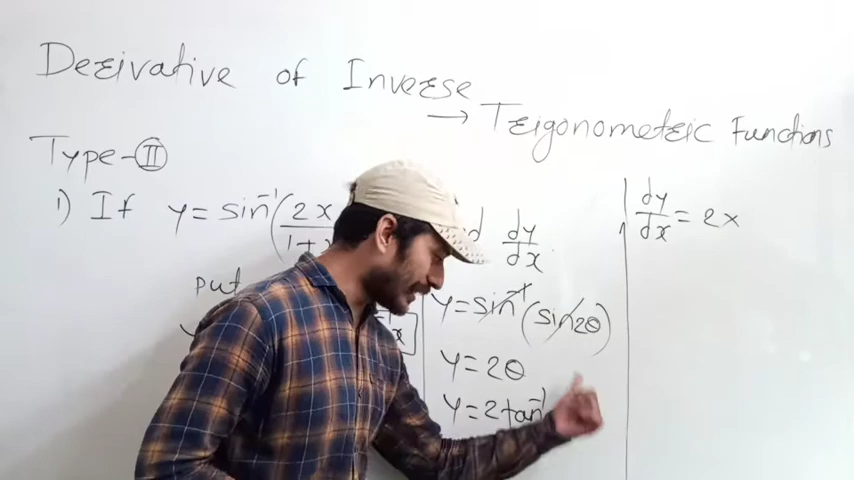 Derivative of Inverse
→ Trigonometric Functions
Type-II
1) If y = sin⁻¹(2x/1+ dy/dx
put
y = sin⁻¹(sin2θ)
y = 2θ
y = 2tan⁻¹
dy/dx = 2x